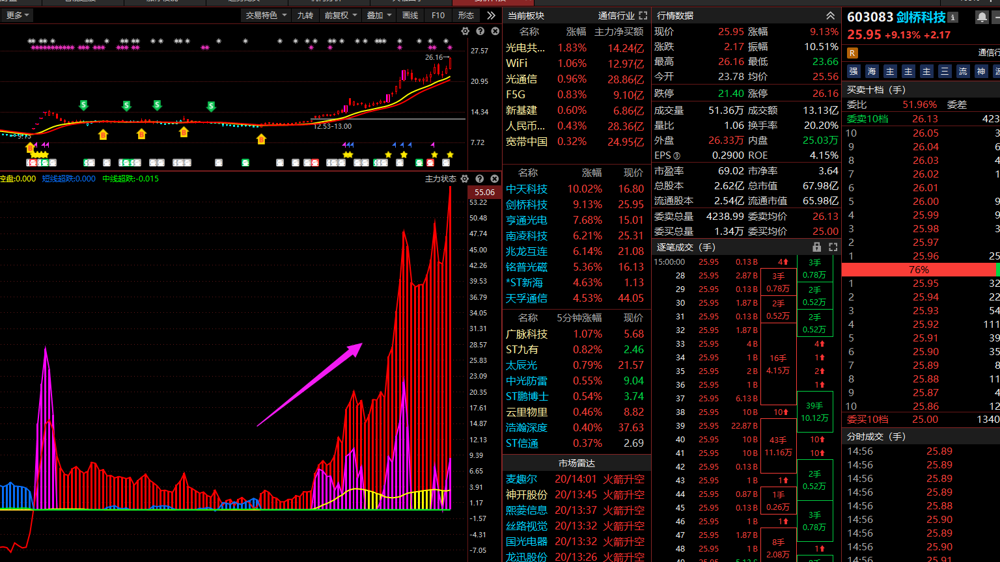 更多
交易特色 九转 前复权 叠加 画线 F10 形态
26.16
12.53-13.00
S S S S
B B B B B
27.57
20.95
14.34
7.72
控盘:0.000 短线超跌:0.000 中线超跌:-0.015
主力状态
55.06
53.22
50.48
47.74
45.00
42.26
39.53
36.79
34.05
31.31
28.57
25.83
23.09
20.35
17.61
14.87
12.13
9.39
6.65
3.91
1.17
-1.57
-4.31
-7.05
当前板块 通信行业
名称 涨幅 主力净买额
光电共... 1.83% 14.24亿
WiFi 1.06% 12.97亿
光通信 0.96% 28.86亿
F5G 0.83% 9.10亿
新基建 0.60% 6.86亿
人民币... 0.43% 28.36亿
宽带中国 0.32% 24.95亿
名称 涨幅 现价
中天科技 10.02% 16.80
剑桥科技 9.13% 25.95
亨通光电 7.68% 15.01
南凌科技 6.21% 25.31
兆龙互连 6.14% 21.08
铭普光磁 5.36% 16.13
*ST新海 4.63% 1.13
天孚通信 4.53% 44.05
名称 5分钟涨幅 现价
广脉科技 1.07% 5.68
ST九有 0.82% 2.46
太辰光 0.79% 21.57
中光防雷 0.55% 9.04
ST鹏博士 0.54% 3.74
云里物里 0.46% 8.82
浩瀚深度 0.40% 37.63
ST信通 0.37% 2.69
市场雷达
麦趣尔 20/14:01 火箭升空
神开股份 20/13:45 火箭升空
熙菱信息 20/13:37 火箭升空
丝路视觉 20/13:32 火箭升空
国光电器 20/13:32 火箭升空
龙迅股份 20/13:26 火箭升空
行情数据
现价 25.95 涨幅 9.13%
涨跌 2.17 振幅 10.51%
最高 26.16 最低 23.66
今开 23.78 均价 25.56
跌停 21.40 涨停 26.16
成交量 51.36万 成交额 13.13亿
量比 1.06 换手率 20.20%
外盘 26.33万 内盘 25.03万
EPS③ 0.2900 ROE 4.15%
市盈率 69.02 市净率 3.64
总股本 2.62亿 总市值 67.98亿
流通股本 2.54亿 流通市值 65.98亿
委卖总量 4238.99 委卖均价 26.13
委买总量 1.34万 委买均价 25.00
逐笔成交（手）
15:00:00 25.95 0.13 B
28 25.95 2.87 B
29 25.95 0.13 B
30 25.95 1.87 B
31 25.95 0.13 B
32 25.95 1.87 B
33 25.95 4 B
34 25.95 1 B
35 25.95 2 B
36 25.95 1 B
37 25.95 6.13 B
38 25.95 10 B
39 25.95 22.87 B
40 25.95 10 B
41 25.95 10 B
42 25.95 0.13 B
43 25.95 1 B
44 25.95 0.87 B
45 25.95 0.13 B
46 25.95 1 B
47 25.95 1.87 B
48 25.95 1 B
4⬆
3手
0.78万
2手
0.52万
16手
4.15万
10⬆
43手
11.16万
1⬆
1手
0.26万
1⬆
8手
2.08万
3手
0.78万
2手
0.52万
2手
0.52万
4⬆
1⬆
2⬆
1⬆
39手
10.12万
10⬆
10⬆
2手
0.52万
3手
0.78万
1⬆
603083 剑桥科技
25.95 +9.13% +2.17
R
通信行
强 海 主 主 主 三 流 神
买卖十档（手）
委比 51.96% 委差
委卖10档 26.13 423
10 26.05 3
9 26.04 6
8 26.03 4
7 26.02 1
6 26.01
5 26.00 9
4 25.99 9
3 25.98 3
2 25.97
1 25.96 25
76%
1 25.95 32
2 25.94 22
3 25.93 54
4 25.92 111
5 25.91 39
6 25.90 35
7 25.89 8
8 25.88 11
9 25.87 4
10 25.86 12
委买10档 25.00 1340
分时成交（手）
14:56 25.89
14:56 25.89
14:56 25.89
14:56 25.89
14:56 25.88
14:56 25.90
14:56 25.89
14:56 25.90
14:56 25.91